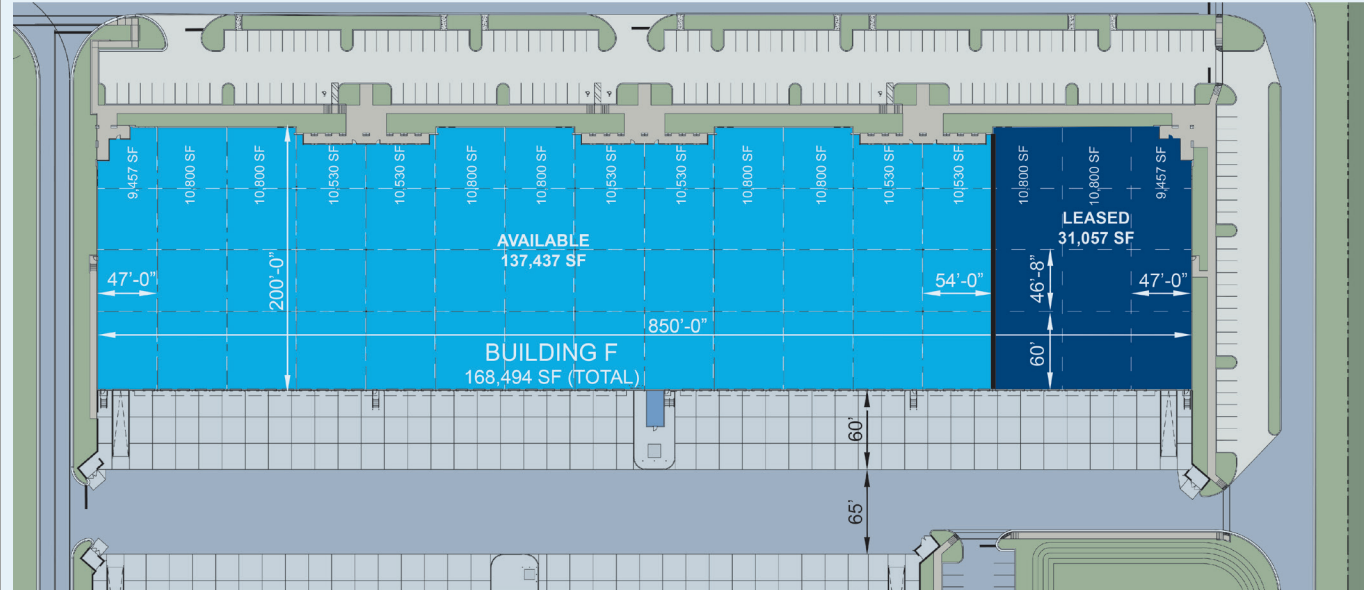 9,457 SF
10,800 SF
10,800 SF
10,530 SF
10,530 SF
10,800 SF
10,800 SF
10,530 SF
10,530 SF
10,800 SF
10,800 SF
10,530 SF
10,530 SF
10,800 SF
10,800 SF
9,457 SF
AVAILABLE
137,437 SF
LEASED
31,057 SF
47'-0"
200'-0"
54'-0"
46'-8"
47'-0"
850'-0"
60'
BUILDING F
168,494 SF (TOTAL)
60'
65'